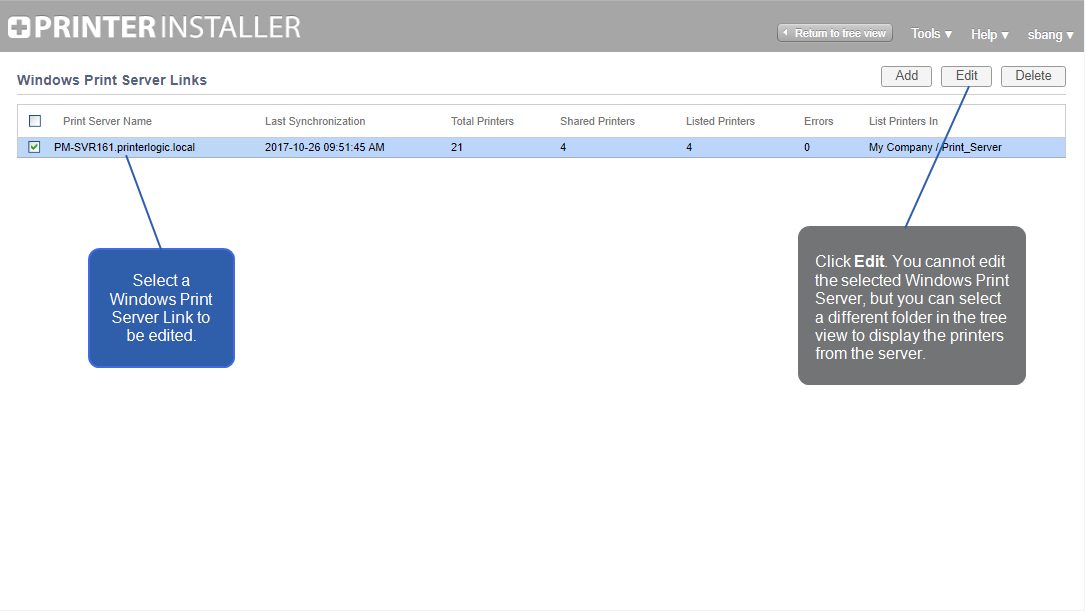 PRINTERINSTALLER
Return to tree view Tools ▾ Help ▾ sbang ▾
Windows Print Server Links
Add Edit Delete
Print Server Name Last Synchronization Total Printers Shared Printers Listed Printers Errors List Printers In
PM-SVR161.printerlogic.local 2017-10-26 09:51:45 AM 21 4 4 0 My Company / Print_Server
Select a
Windows Print
Server Link to
be edited.
Click Edit. You cannot edit
the selected Windows Print
Server, but you can select
a different folder in the tree
view to display the printers
from the server.